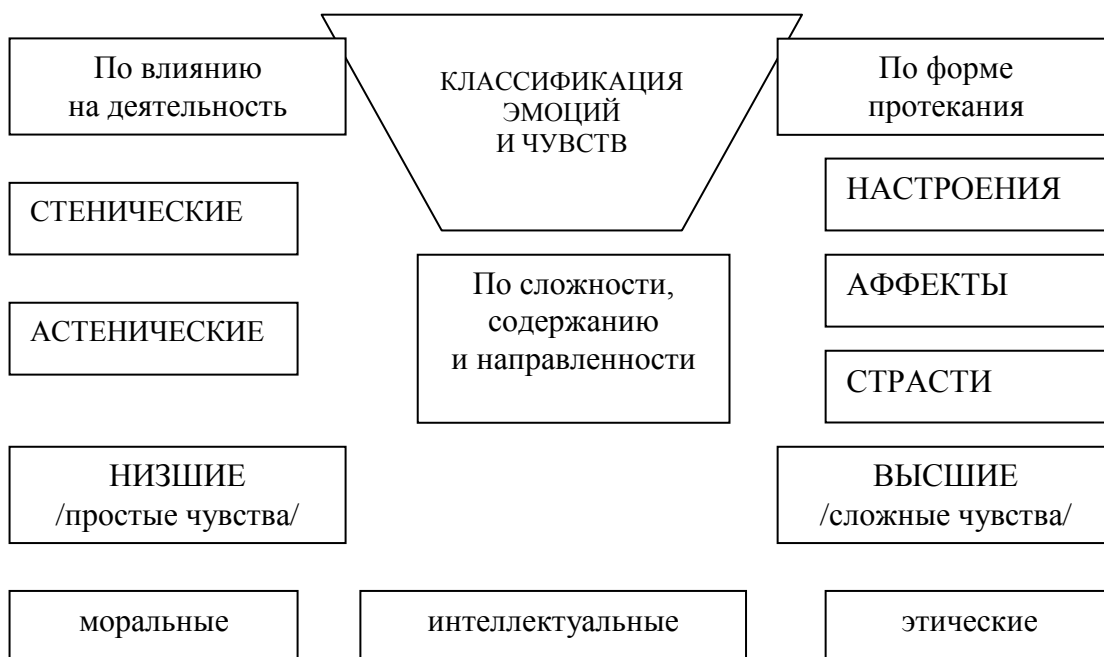 По влиянию
на деятельность
КЛАССИФИКАЦИЯ
ЭМОЦИЙ
И ЧУВСТВ
По форме
протекания
СТЕНИЧЕСКИЕ
АСТЕНИЧЕСКИЕ
По сложности,
содержанию
и направленности
НАСТРОЕНИЯ
АФФЕКТЫ
СТРАСТИ
НИЗШИЕ
/простые чувства/
ВЫСШИЕ
/сложные чувства/
моральные
интеллектуальные
этические